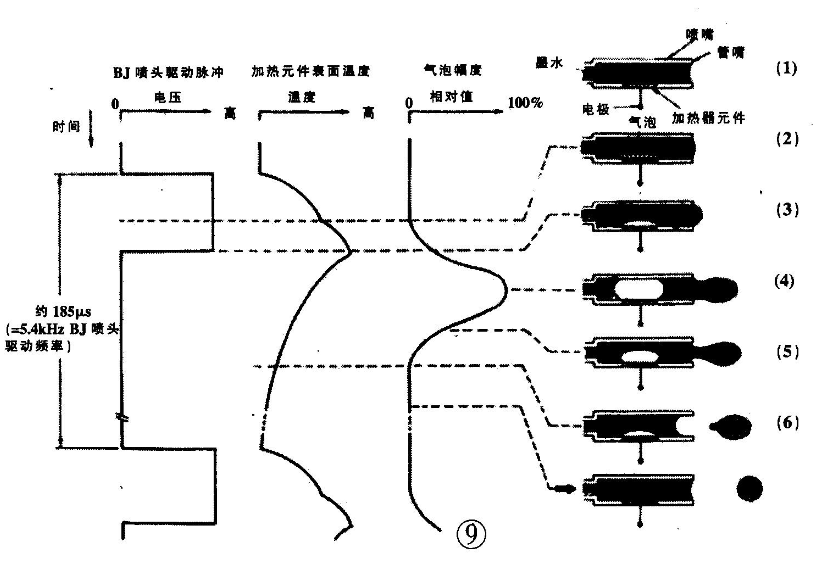 喷嘴
管嘴
墨水
(1)
BJ 喷头驱动脉冲
加热元件表面温度
气泡幅度
0
电压
高
温度
高
0
相对值
100%
电极
加热器元件
时间
气泡
(2)
(3)
(4)
约 185μs
(=5.4kHz BJ 喷头
驱动频率)
(5)
(6)
⑨